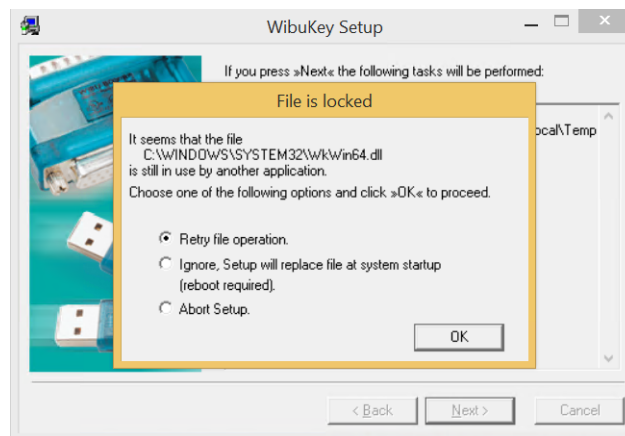 WibuKey Setup
If you press »Next« the following tasks will be performed:
File is locked
ocal\Temp
It seems that the file
C:\WINDOWS\SYSTEM32\WkWin64.dll
is still in use by another application.
Choose one of the following options and click »OK« to proceed.
Retry file operation.
Ignore, Setup will replace file at system startup
(reboot required).
Abort Setup.
OK
< Back
Next >
Cancel